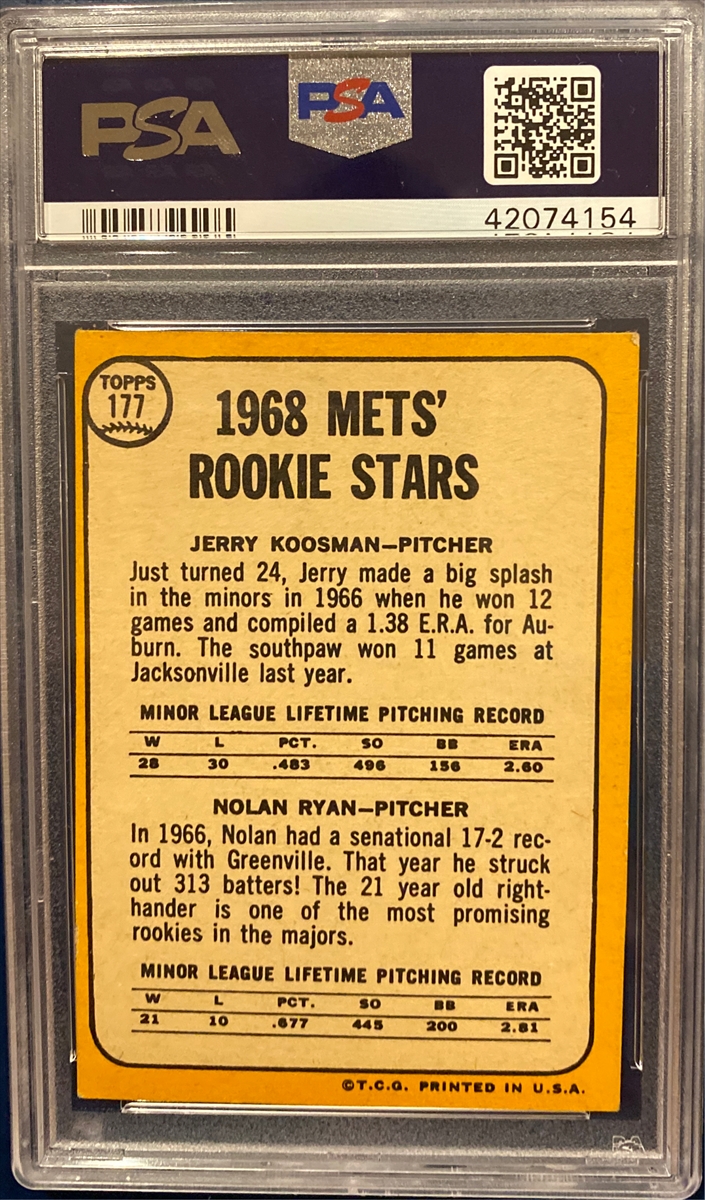 PSA
PSA
42074154
TOPPS
177
1968 METS'
ROOKIE STARS
JERRY KOOSMAN—PITCHER
Just turned 24, Jerry made a big splash
in the minors in 1966 when he won 12
games and compiled a 1.38 E.R.A. for Au-
burn. The southpaw won 11 games at
Jacksonville last year.
MINOR LEAGUE LIFETIME PITCHING RECORD
W L PCT. SO BB ERA
28 30 .483 496 156 2.60
NOLAN RYAN—PITCHER
In 1966, Nolan had a senational 17-2 rec-
ord with Greenville. That year he struck
out 313 batters! The 21 year old right-
hander is one of the most promising
rookies in the majors.
MINOR LEAGUE LIFETIME PITCHING RECORD
W L PCT. SO BB ERA
21 10 .677 445 200 2.81
©T.C.G. PRINTED IN U.S.A.